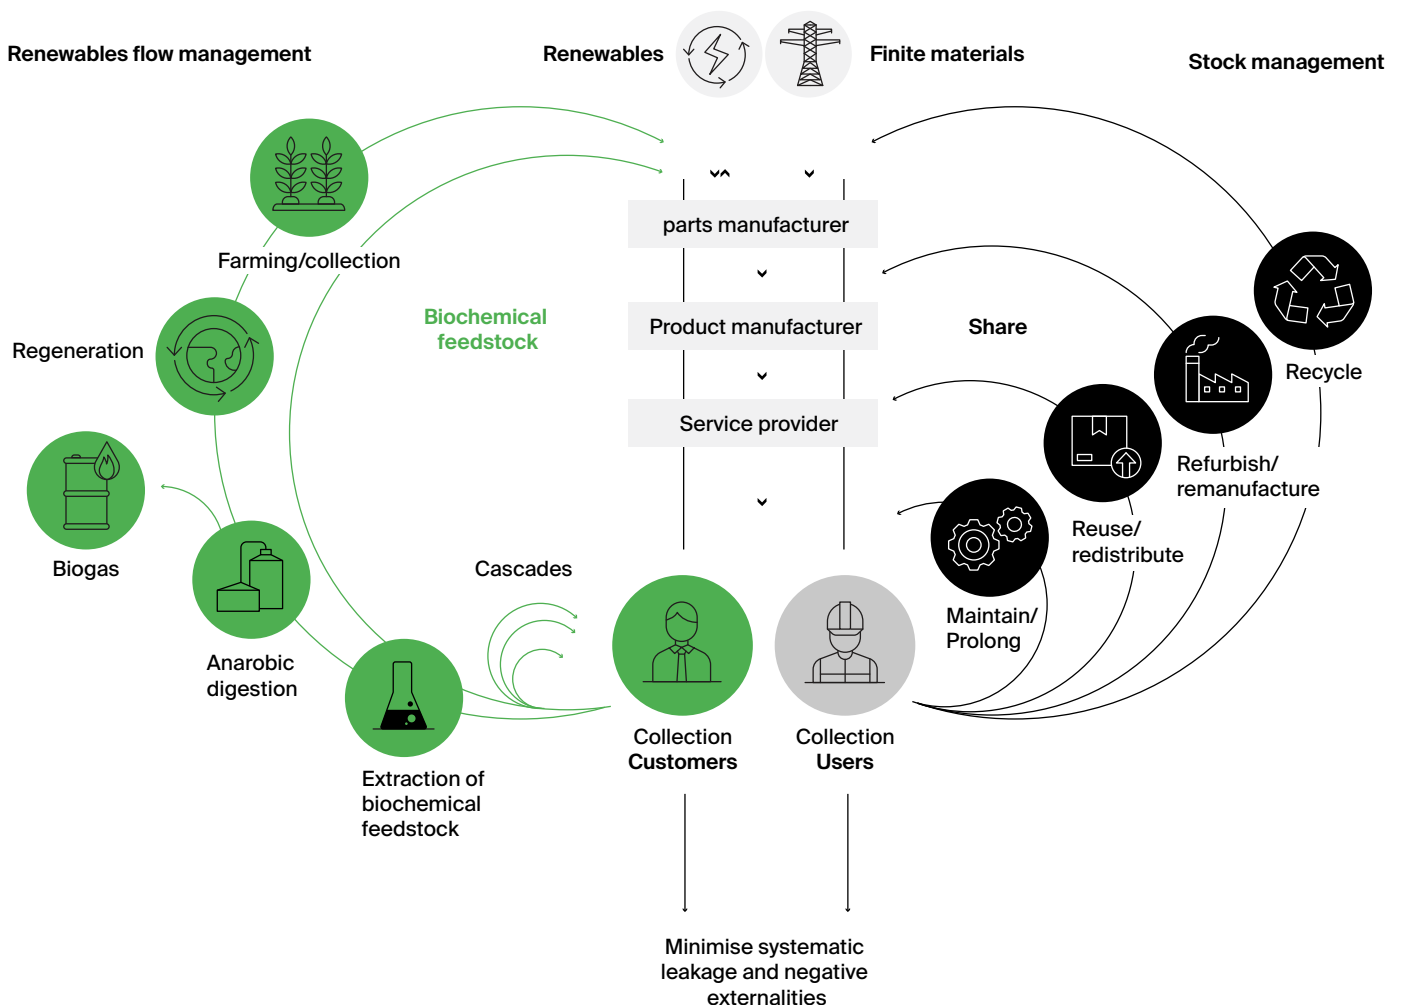 Renewables flow management
Renewables
Finite materials
Stock management
parts manufacturer
Farming/collection
Biochemical
feedstock
Product manufacturer
Share
Regeneration
Recycle
Service provider
Refurbish/
remanufacture
Reuse/
redistribute
Biogas
Cascades
Maintain/
Prolong
Anarobic
digestion
Collection
Customers
Collection
Users
Extraction of
biochemical
feedstock
Minimise systematic
leakage and negative
externalities